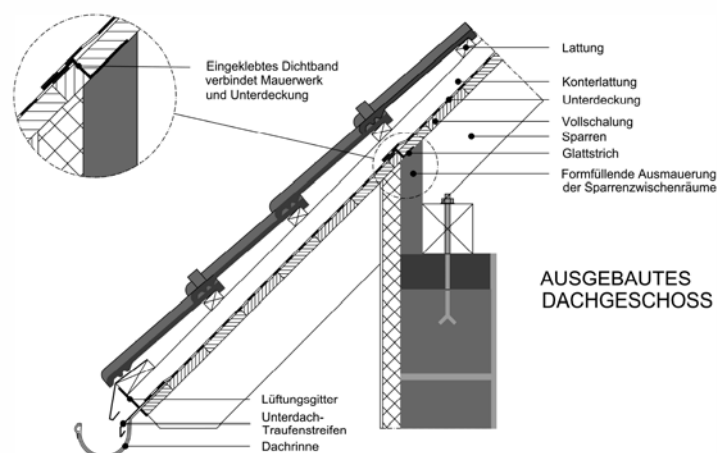 Eingeklebtes Dichtband
verbindet Mauerwerk
und Unterdeckung
Lattung
Konterlattung
Unterdeckung
Vollschalung
Sparren
Glattstrich
Formfüllende Ausmauerung
der Sparrenzwischenräume
AUSGEBAUTES
DACHGESCHOSS
Lüftungsgitter
Unterdach-
Traufenstreifen
Dachrinne